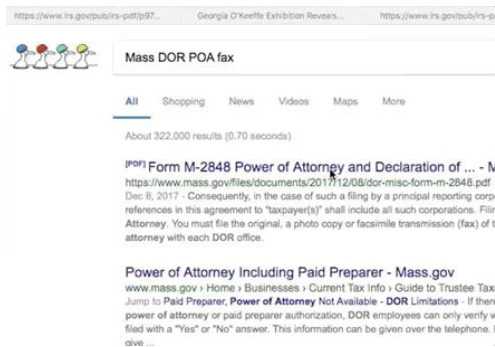 https://www.irs.gov/pub/irs-pdf/p97... Georgia O'Keeffe Exhibition Reveals... https://www.irs.gov/pub/irs-p
Mass DOR POA fax
All Shopping News Videos Maps More
About 322,000 results (0.70 seconds)
[PDF] Form M-2848 Power of Attorney and Declaration of ... - M
https://www.mass.gov/files/documents/2017/12/08/dor-misc-form-m-2848.pdf
Dec 8, 2017 - Consequently, in the case of such a filing by a principal reporting corp
references in this agreement to "taxpayer(s)" shall include all such corporations. Filin
Attorney. You must file the original, a photo copy or facsimile transmission (fax) of t
attorney with each DOR office.
Power of Attorney Including Paid Preparer - Mass.gov
www.mass.gov › Home › Businesses › Current Tax Info › Guide to Trustee Tax
Jump to Paid Preparer, Power of Attorney Not Available - DOR Limitations - If ther
power of attorney or paid preparer authorization, DOR employees can only verify w
filed with a "Yes" or "No" answer. This information can be given over the telephone.
give ...